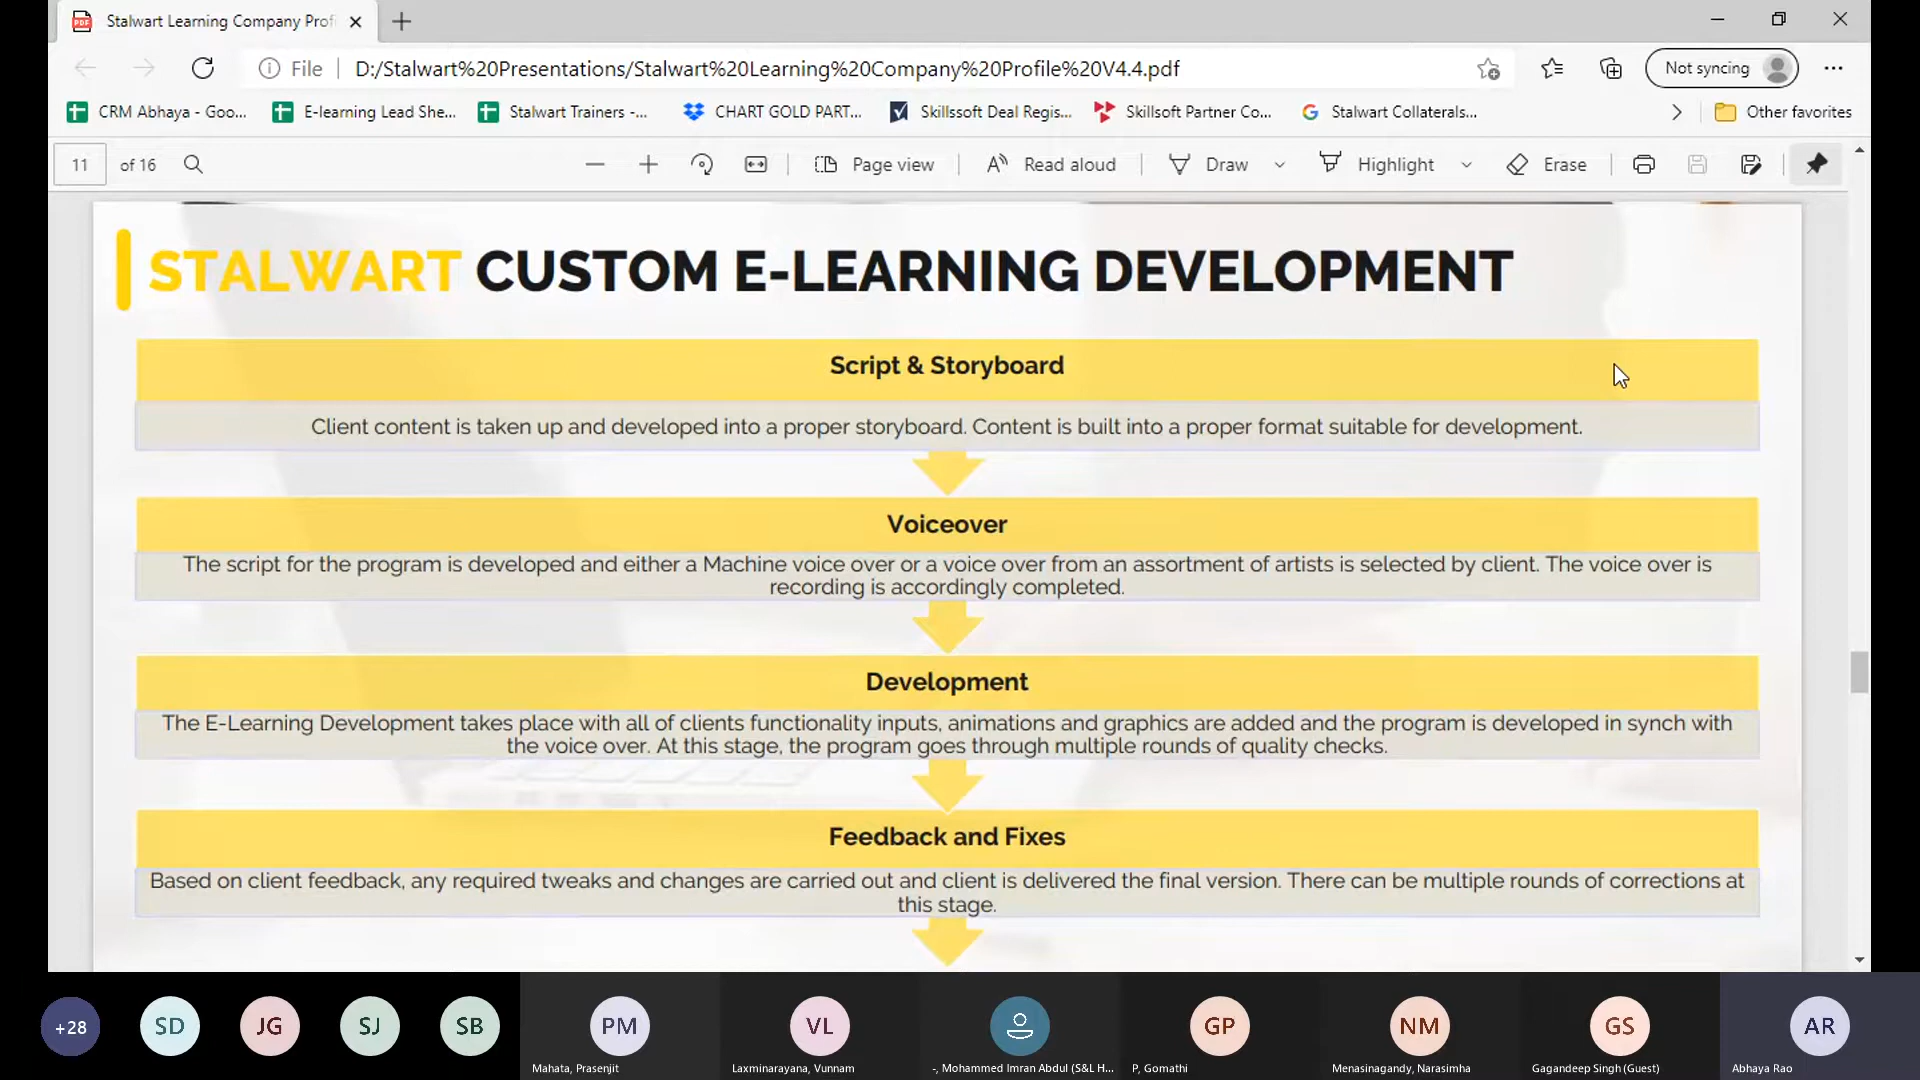 Stalwart Learning Company Prof
Not syncing
File
D:/Stalwart%20Presentations/Stalwart%20Learning%20Company%20Profile%20V4.4.pdf
CRM Abhaya - Goo...
E-learning Lead She...
Stalwart Trainers -...
CHART GOLD PART...
Skillssoft Deal Regis...
Skillsoft Partner Co...
Stalwart Collaterals...
Other favorites
11 of 16
Page view
Read aloud
Draw
Highlight
Erase
STALWART CUSTOM E-LEARNING DEVELOPMENT
Script & Storyboard
Client content is taken up and developed into a proper storyboard. Content is built into a proper format suitable for development.
Voiceover
The script for the program is developed and either a Machine voice over or a voice over from an assortment of artists is selected by client. The voice over is
recording is accordingly completed.
Development
The E-Learning Development takes place with all of clients functionality inputs, animations and graphics are added and the program is developed in synch with
the voice over. At this stage, the program goes through multiple rounds of quality checks.
Feedback and Fixes
Based on client feedback, any required tweaks and changes are carried out and client is delivered the final version. There can be multiple rounds of corrections at
this stage.
+28
SD
JG
SJ
SB
PM
VL
GP
NM
GS
AR
Mahata, Prasenjit
Laxminarayana, Vunnam
-, Mohammed Imran Abdul (S&L H...
P, Gomathi
Menasinagandy, Narasimha
Gagandeep Singh (Guest)
Abhaya Rao